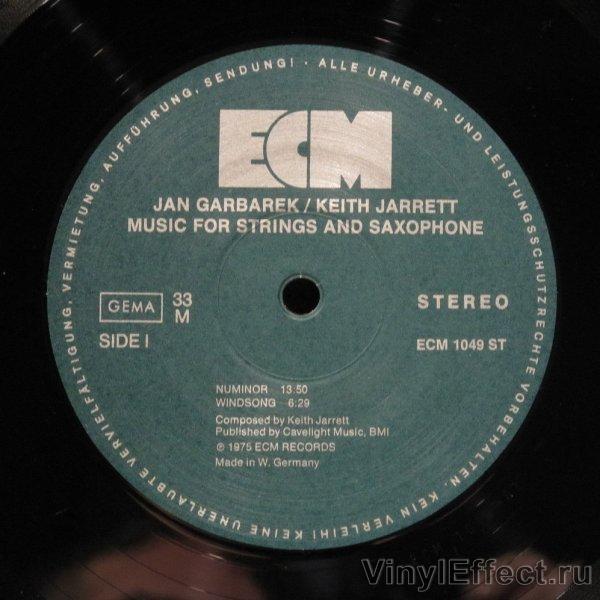 KEINE UNERLAUBTE VERVIELFÄLTIGUNG, VERMIETUNG, AUFFÜHRUNG, SENDUNG! · ALLE URHEBER- UND LEISTUNGSSCHUTZRECHTE VORBEHALTEN. KEIN VERLEIH!
ECM
JAN GARBAREK / KEITH JARRETT
MUSIC FOR STRINGS AND SAXOPHONE
GEMA 33 STEREO
M
SIDE I ECM 1049 ST
NUMINOR 13:50
WINDSONG 6:29
Composed by Keith Jarrett
Published by Cavelight Music, BMI
℗ 1975 ECM RECORDS
Made in W. Germany
VinylEffect.ru